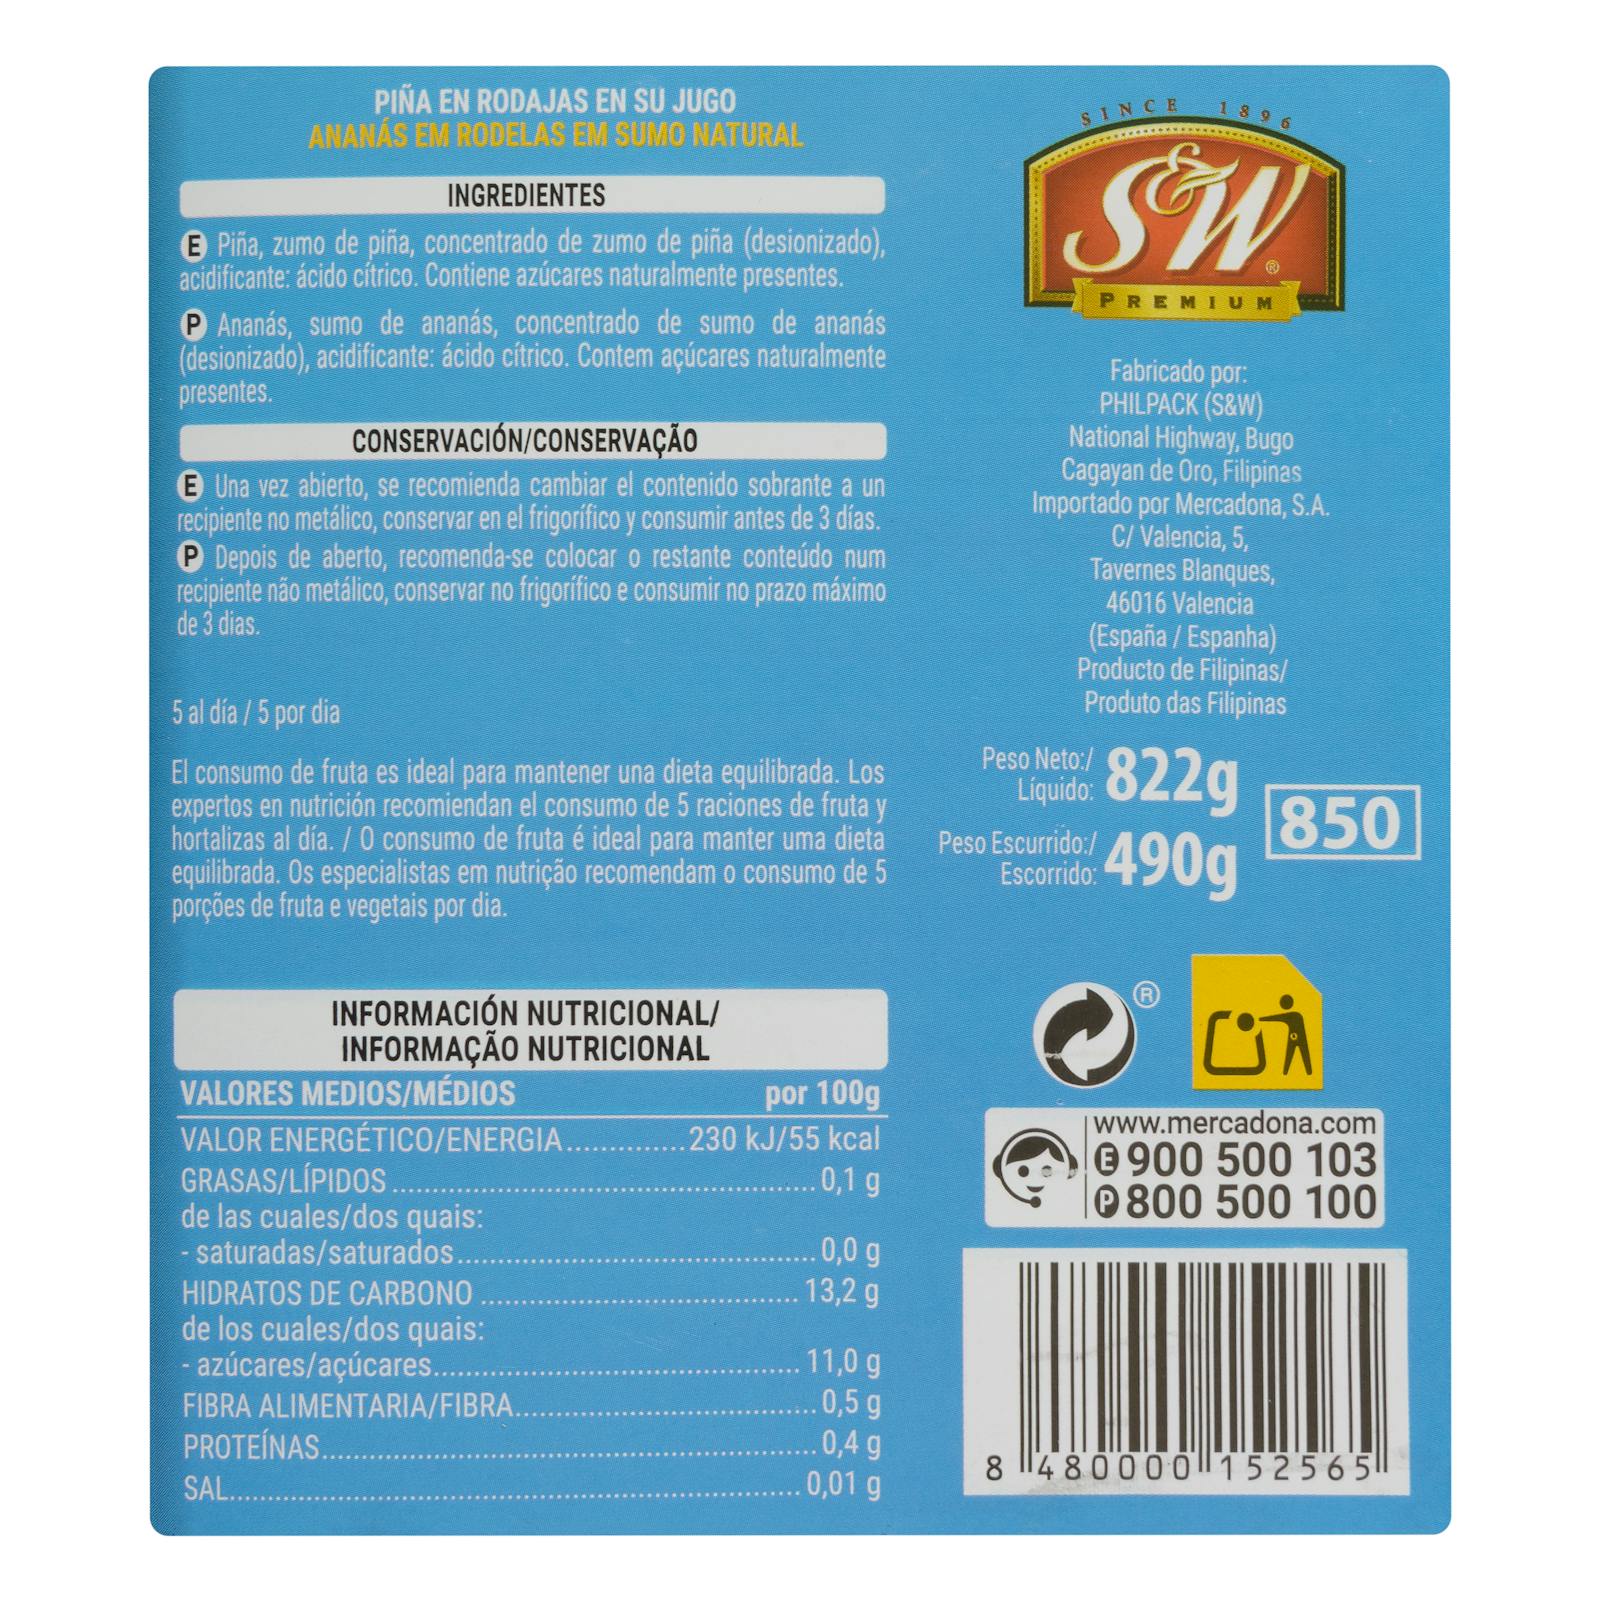 PIÑA EN RODAJAS EN SU JUGO
ANANÁS EM RODELAS EM SUMO NATURAL
INGREDIENTES
E Piña, zumo de piña, concentrado de zumo de piña (desionizado),
acidificante: ácido cítrico. Contiene azúcares naturalmente presentes.
P Ananás, sumo de ananás, concentrado de sumo de ananás
(desionizado), acidificante: ácido cítrico. Contem açúcares naturalmente
presentes.
CONSERVACIÓN/CONSERVAÇÃO
E Una vez abierto, se recomienda cambiar el contenido sobrante a un
recipiente no metálico, conservar en el frigorífico y consumir antes de 3 días.
P Depois de aberto, recomenda-se colocar o restante conteúdo num
recipiente não metálico, conservar no frigorífico e consumir no prazo máximo
de 3 dias.
5 al día / 5 por dia
El consumo de fruta es ideal para mantener una dieta equilibrada. Los
expertos en nutrición recomiendan el consumo de 5 raciones de fruta y
hortalizas al día. / O consumo de fruta é ideal para manter uma dieta
equilibrada. Os especialistas em nutrição recomendam o consumo de 5
porções de fruta e vegetais por dia.
INFORMACIÓN NUTRICIONAL/
INFORMAÇÃO NUTRICIONAL
VALORES MEDIOS/MÉDIOS por 100g
VALOR ENERGÉTICO/ENERGIA............. 230 kJ/55 kcal
GRASAS/LÍPIDOS ................................................ 0,1 g
de las cuales/dos quais:
- saturadas/saturados......................................... 0,0 g
HIDRATOS DE CARBONO ................................... 13,2 g
de los cuales/dos quais:
- azúcares/açúcares.......................................... 11,0 g
FIBRA ALIMENTARIA/FIBRA.................................. 0,5 g
PROTEÍNAS........................................................ 0,4 g
SAL................................................................. 0,01 g
SINCE 1896
S&W®
PREMIUM
Fabricado por:
PHILPACK (S&W)
National Highway, Bugo
Cagayan de Oro, Filipinas
Importado por Mercadona, S.A.
C/ Valencia, 5,
Tavernes Blanques,
46016 Valencia
(España / Espanha)
Producto de Filipinas/
Produto das Filipinas
Peso Neto:/
Líquido: 822g
Peso Escurrido:/
Escorrido: 490g
850
®
www.mercadona.com
E 900 500 103
P 800 500 100
8 480000 152565